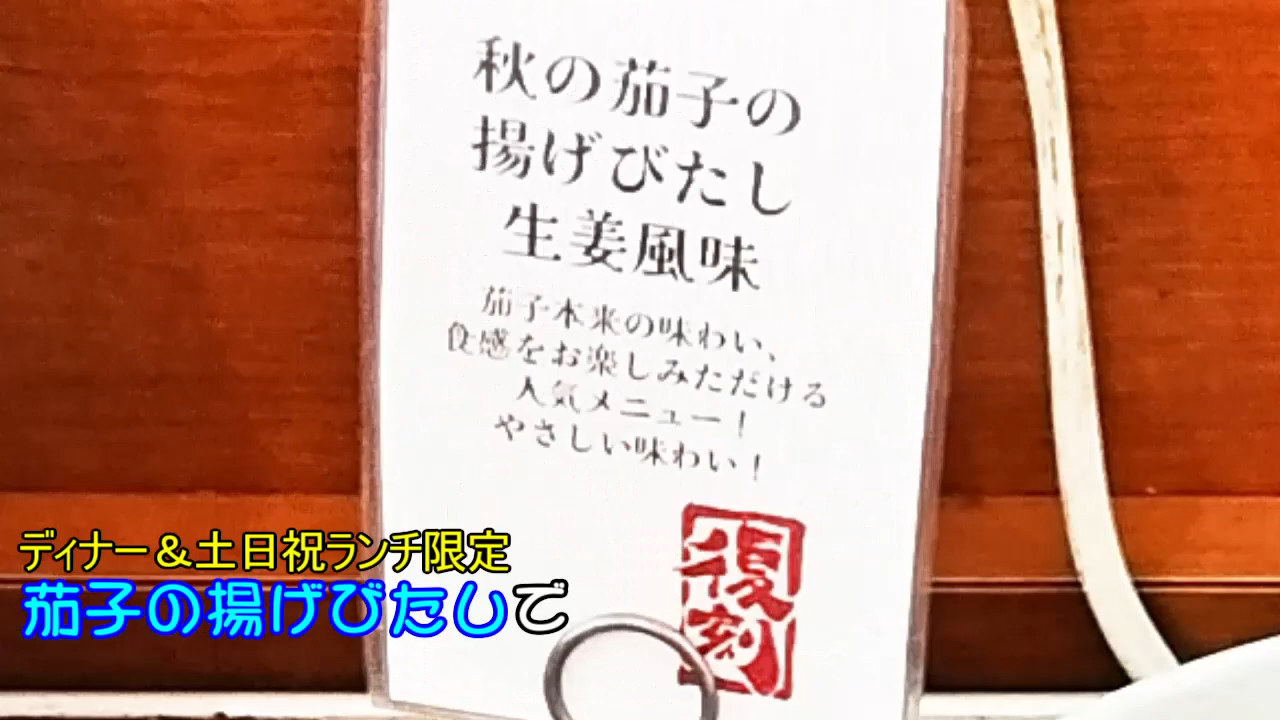 秋の茄子の
揚げびたし
生姜風味
茄子本来の味わい、
食感をお楽しみただける
人気メニュー！
やさしい味わい！
復刻
ディナー＆土日祝ランチ限定
茄子の揚げびたしで